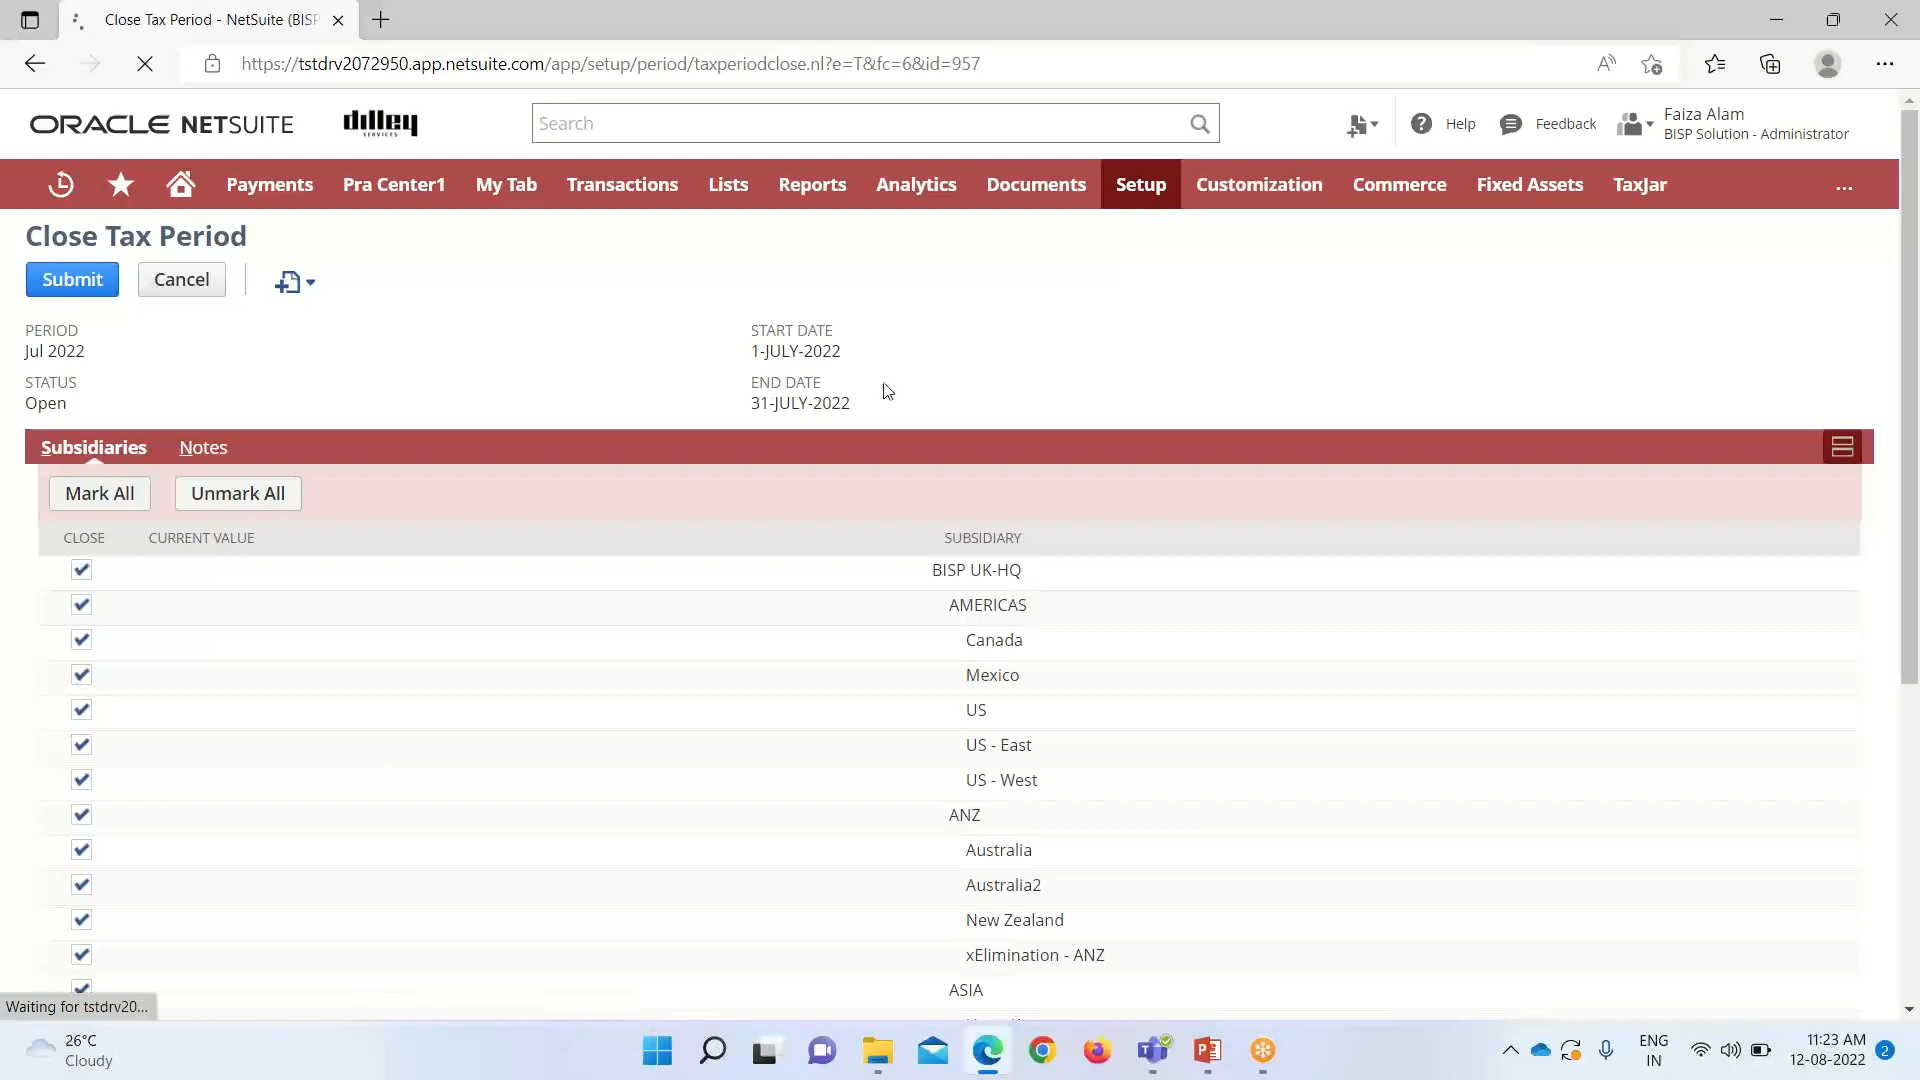 Close Tax Period - NetSuite (BISP
https://tstdrv2072950.app.netsuite.com/app/setup/period/taxperiodclose.nl?e=T&fc=6&id=957
ORACLE NETSUITE
dilley
SERVICES
Search
Help
Feedback
Faiza Alam
BISP Solution - Administrator
Payments
Pra Center1
My Tab
Transactions
Lists
Reports
Analytics
Documents
Setup
Customization
Commerce
Fixed Assets
TaxJar
...
Close Tax Period
Submit
Cancel
PERIOD
Jul 2022
STATUS
Open
START DATE
1-JULY-2022
END DATE
31-JULY-2022
Subsidiaries
Notes
Mark All
Unmark All
CLOSE
CURRENT VALUE
SUBSIDIARY
BISP UK-HQ
AMERICAS
Canada
Mexico
US
US - East
US - West
ANZ
Australia
Australia2
New Zealand
xElimination - ANZ
ASIA
Waiting for tstdrv20...
26°C
Cloudy
ENG
IN
11:23 AM
12-08-2022
2